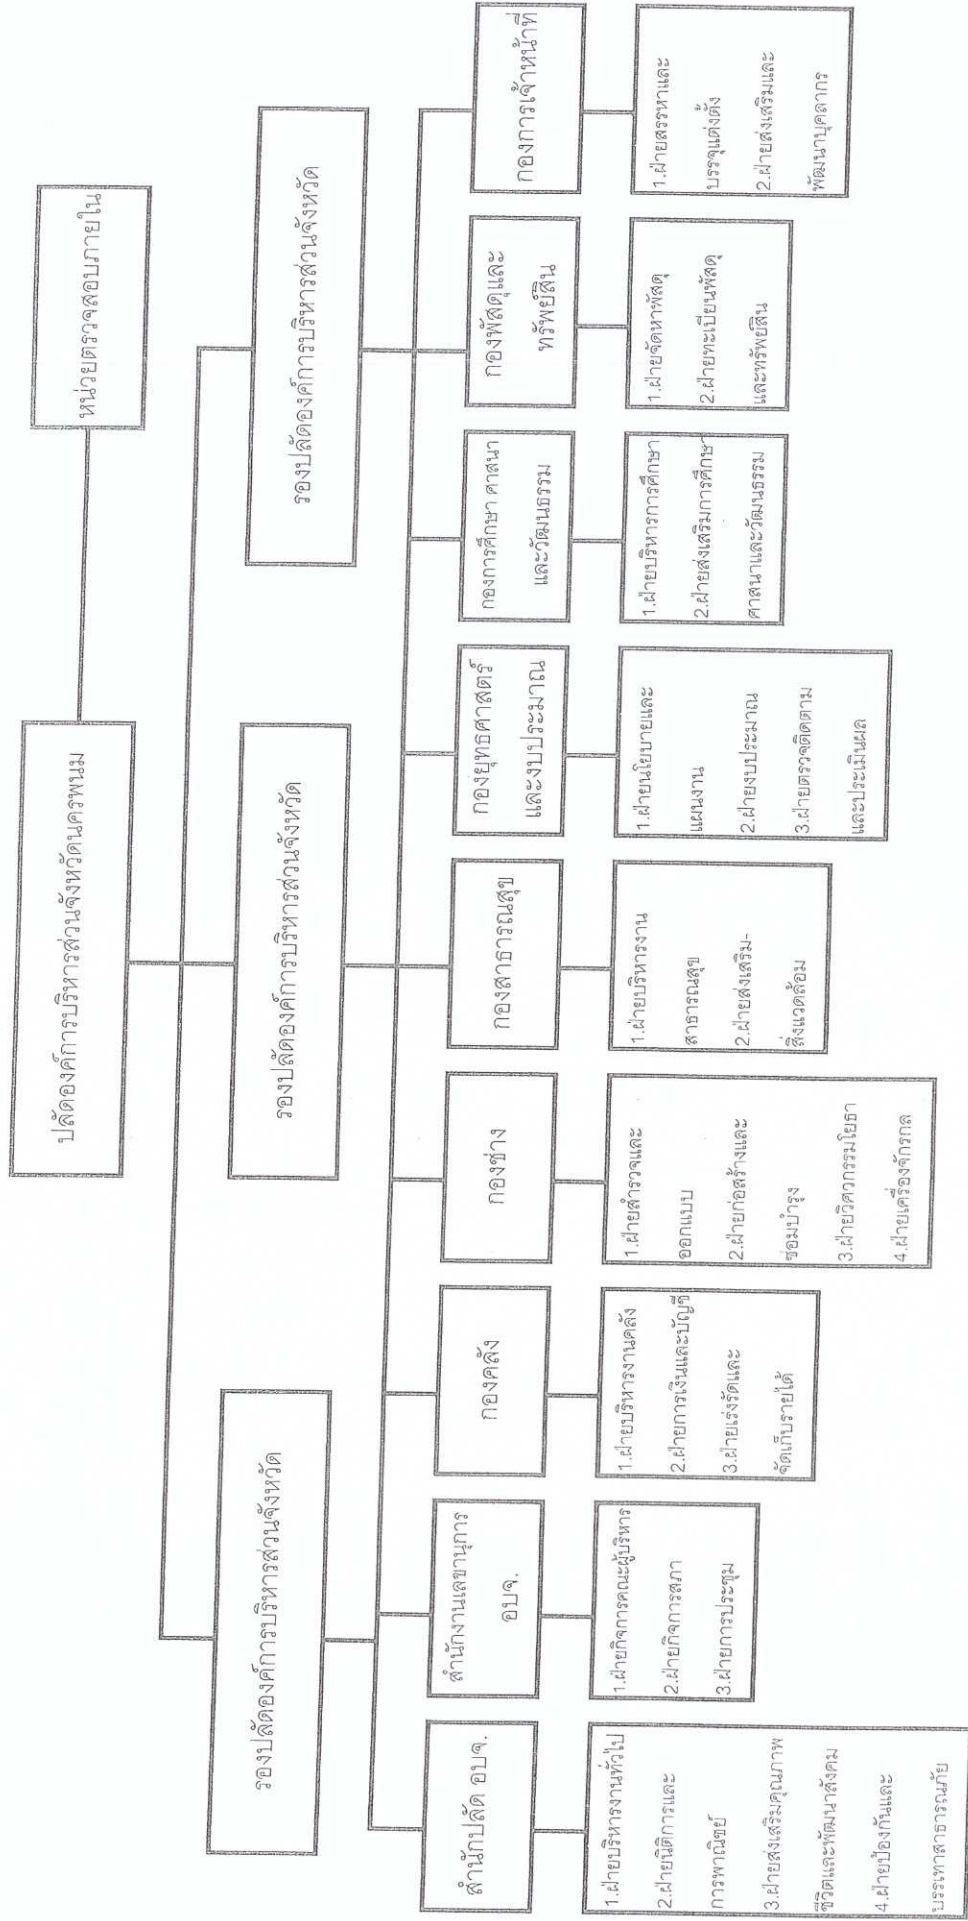 ปลัดองค์การบริหารส่วนจังหวัดนครพนม
หน่วยตรวจสอบภายใน
รองปลัดองค์การบริหารส่วนจังหวัด
รองปลัดองค์การบริหารส่วนจังหวัด
รองปลัดองค์การบริหารส่วนจังหวัด
สำนักปลัด อบจ.
1.ฝ่ายบริหารงานทั่วไป
2.ฝ่ายนิติการและ
การพาณิชย์
3.ฝ่ายส่งเสริมคุณภาพ
ชีวิตและพัฒนาสังคม
4.ฝ่ายป้องกันและ
บรรเทาสาธารณภัย
สำนักงานเลขานุการ
อบจ.
1.ฝ่ายกิจการคณะผู้บริหาร
2.ฝ่ายกิจการสภา
3.ฝ่ายการประชุม
กองคลัง
1.ฝ่ายบริหารงานคลัง
2.ฝ่ายการเงินและบัญชี
3.ฝ่ายเร่งรัดและ
จัดเก็บรายได้
กองช่าง
1.ฝ่ายสำรวจและ
ออกแบบ
2.ฝ่ายก่อสร้างและ
ซ่อมบำรุง
3.ฝ่ายวิศวกรรมโยธา
4.ฝ่ายเครื่องจักรกล
กองสาธารณสุข
1.ฝ่ายบริหารงาน
สาธารณสุข
2.ฝ่ายส่งเสริม-
สิ่งแวดล้อม
กองยุทธศาสตร์
และงบประมาณ
1.ฝ่ายนโยบายและ
แผนงาน
2.ฝ่ายงบประมาณ
3.ฝ่ายตรวจติดตาม
และประเมินผล
กองการศึกษา ศาสนา
และวัฒนธรรม
1.ฝ่ายบริหารการศึกษา
2.ฝ่ายส่งเสริมการศึกษา
ศาสนาและวัฒนธรรม
กองพัสดุและ
ทรัพย์สิน
1.ฝ่ายจัดหาพัสดุ
2.ฝ่ายทะเบียนพัสดุ
และทรัพย์สิน
กองการเจ้าหน้าที่
1.ฝ่ายสรรหาและ
บรรจุแต่งตั้ง
2.ฝ่ายส่งเสริมและ
พัฒนาบุคลากร